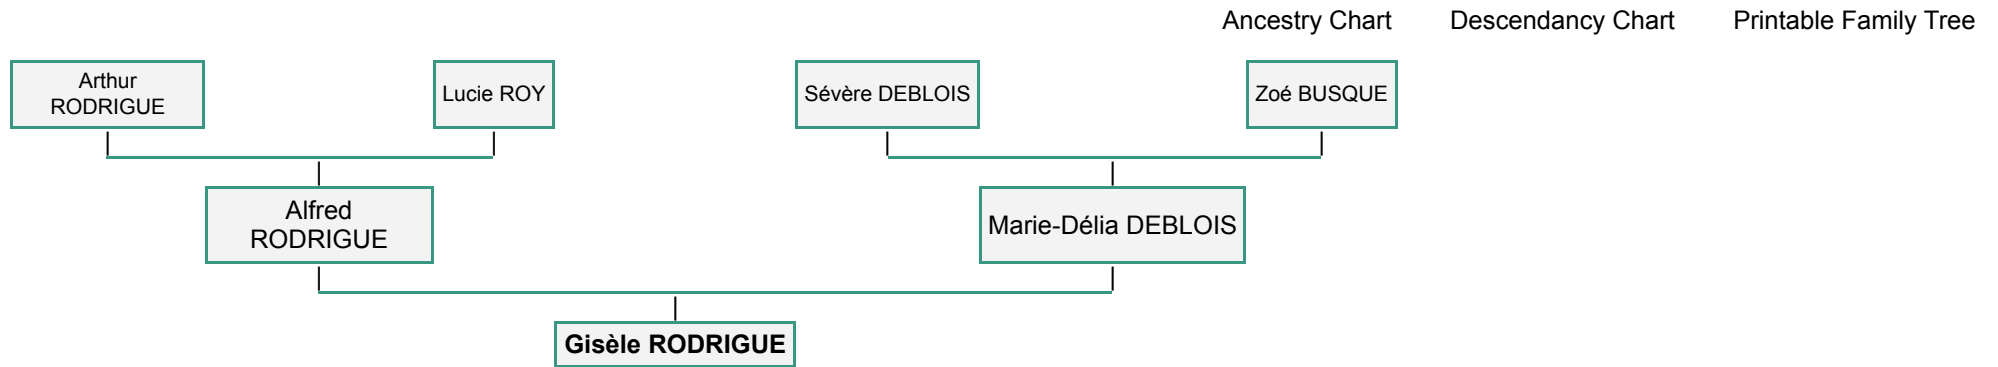 Ancestry Chart Descendancy Chart Printable Family Tree
Arthur
RODRIGUE
Lucie ROY
Sévère DEBLOIS
Zoé BUSQUE
Alfred
RODRIGUE
Marie-Délia DEBLOIS
Gisèle RODRIGUE